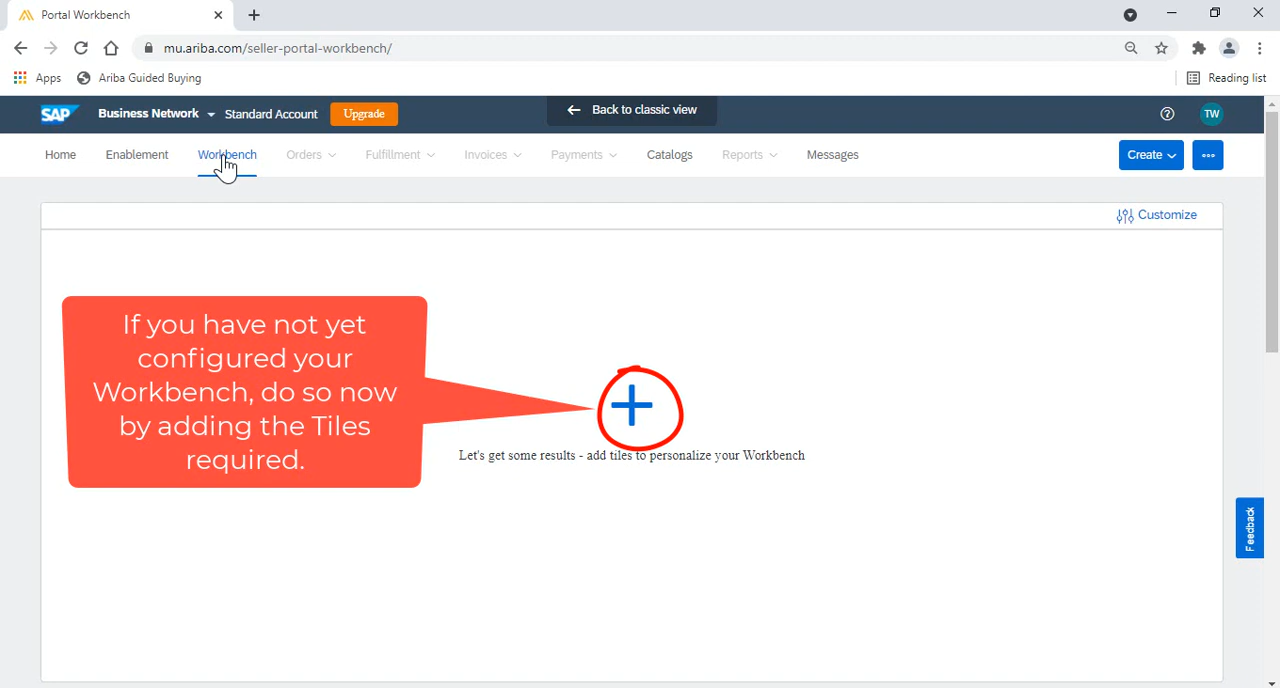 Portal Workbench
mu.ariba.com/seller-portal-workbench/
Apps
Ariba Guided Buying
Reading list
SAP
Business Network
Standard Account
Upgrade
Back to classic view
TW
Home
Enablement
Workbench
Orders
Fulfillment
Invoices
Payments
Catalogs
Reports
Messages
Create
Customize
If you have not yet
configured your
Workbench, do so now
by adding the Tiles
required.
Let's get some results - add tiles to personalize your Workbench
Feedback